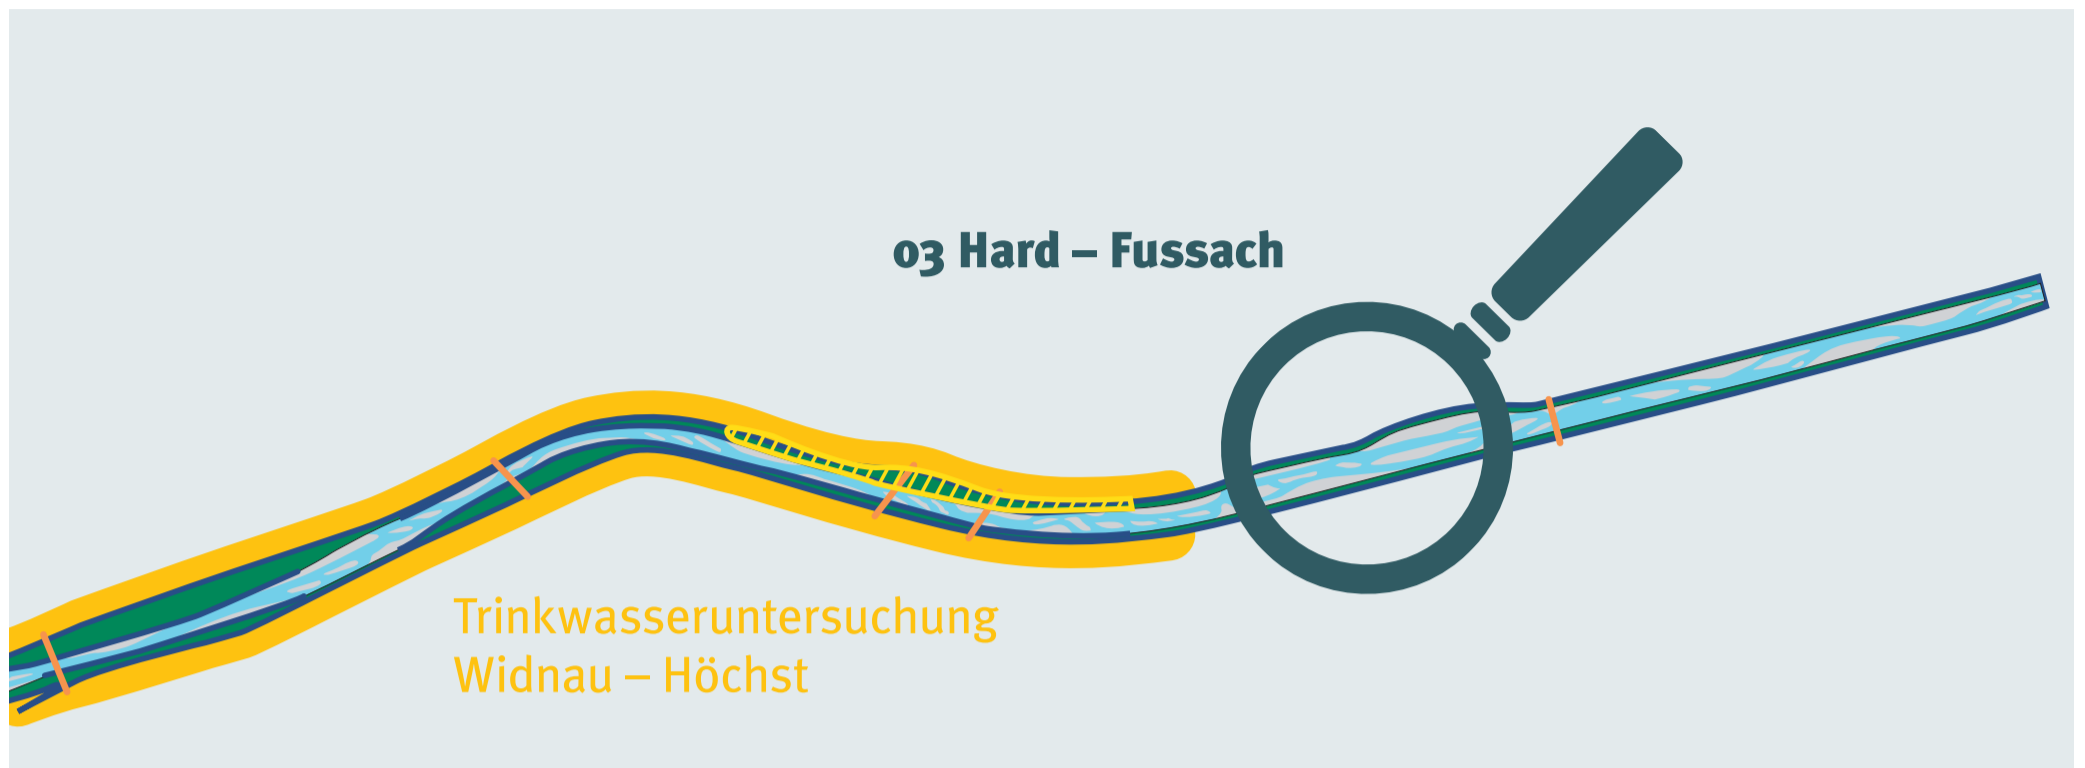 03 Hard – Fussach
Trinkwasseruntersuchung
Widnau – Höchst